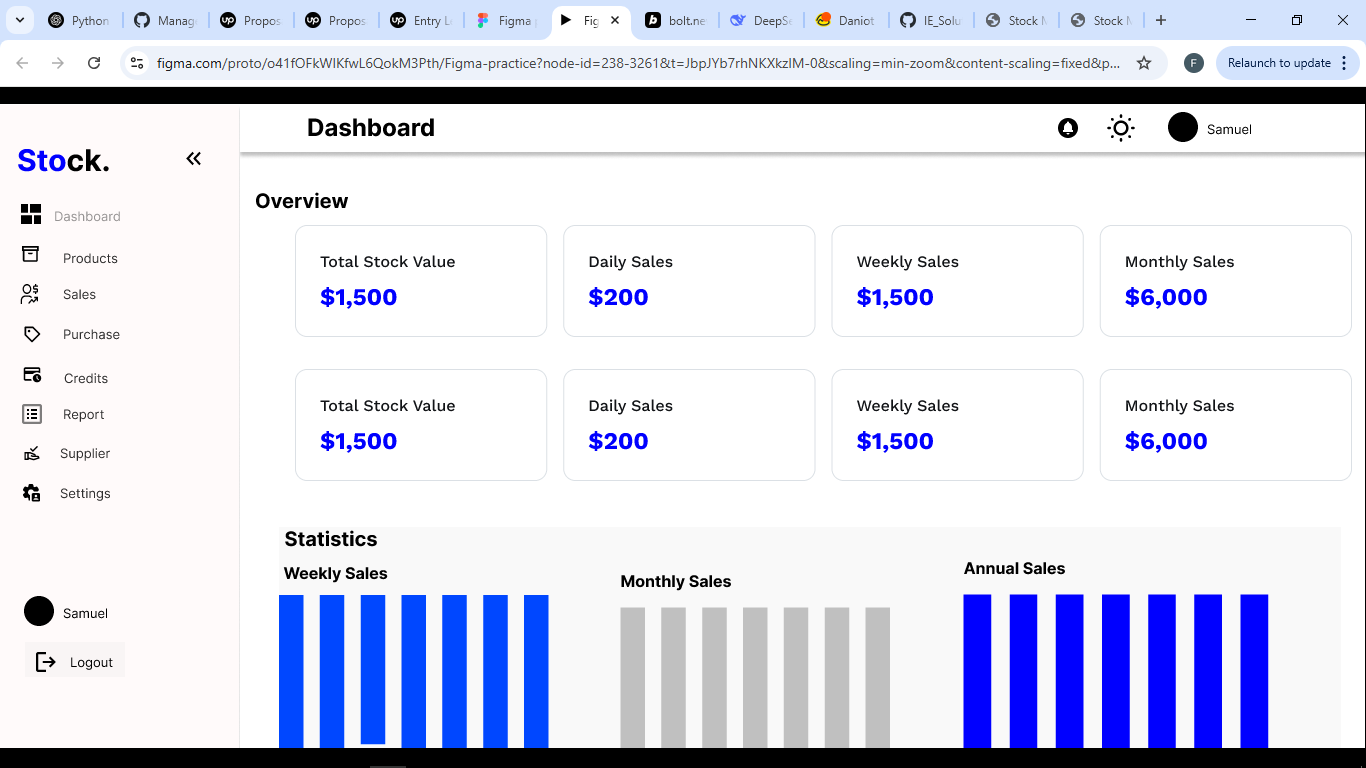 Python
Manag
Propos
Propos
Entry L
Figma
Fig
bolt.ne
DeepSe
Daniot
IE_Solu
Stock M
Stock M
figma.com/proto/o41fOFkWIKfwL6QokM3Pth/Figma-practice?node-id=238-3261&t=JbpJYb7rhNKXkzlM-0&scaling=min-zoom&content-scaling=fixed&p...
F
Relaunch to update
Stock.
Dashboard
Products
Sales
Purchase
Credits
Report
Supplier
Settings
Samuel
Logout
Dashboard
Samuel
Overview
Total Stock Value
$1,500
Daily Sales
$200
Weekly Sales
$1,500
Monthly Sales
$6,000
Total Stock Value
$1,500
Daily Sales
$200
Weekly Sales
$1,500
Monthly Sales
$6,000
Statistics
Weekly Sales
Monthly Sales
Annual Sales